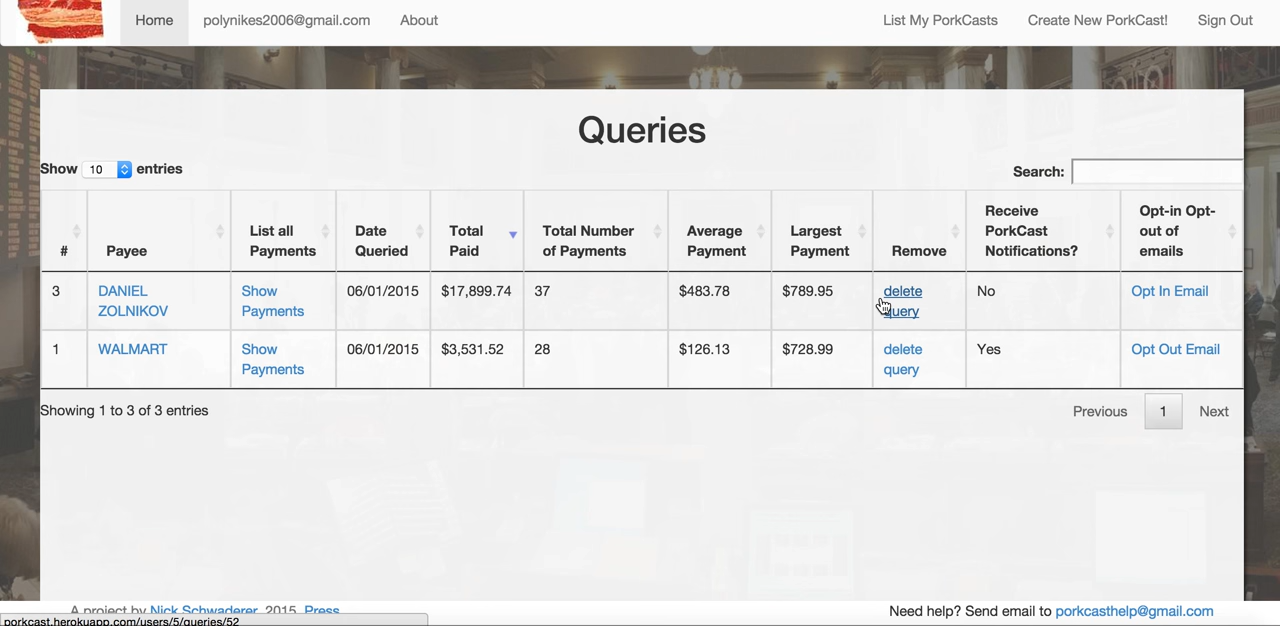 Home polynikes2006@gmail.com About List My PorkCasts Create New PorkCast! Sign Out
Queries
Show 10 entries Search:
# Payee List all Payments Date Queried Total Paid Total Number of Payments Average Payment Largest Payment Remove Receive PorkCast Notifications? Opt-in Opt-out of emails
3 DANIEL ZOLNIKOV Show Payments 06/01/2015 $17,899.74 37 $483.78 $789.95 delete query No Opt In Email
1 WALMART Show Payments 06/01/2015 $3,531.52 28 $126.13 $728.99 delete query Yes Opt Out Email
Showing 1 to 3 of 3 entries Previous 1 Next
A project by Nick Schwaderer, 2015. Press Need help? Send email to porkcasthelp@gmail.com
porkcast.herokuapp.com/users/5/queries/52